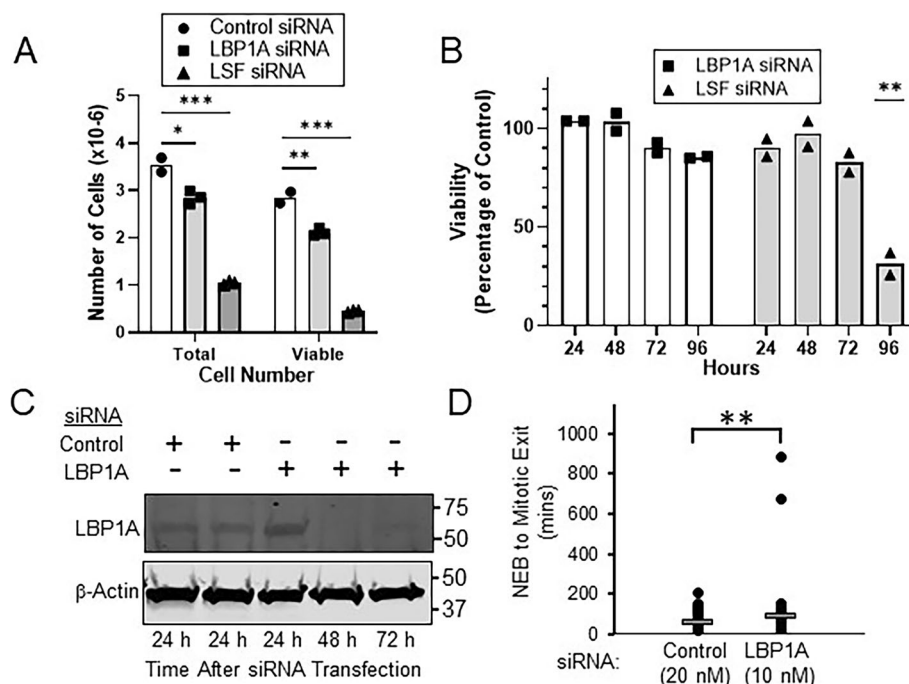 A
Control siRNA
LBP1A siRNA
LSF siRNA
Number of Cells (x10-6)
5
4
3
2
1
0
***
*
***
**
Total
Viable
Cell Number
B
LBP1A siRNA
LSF siRNA
**
Viability
(Percentage of Control)
100
50
0
24 48 72 96 24 48 72 96
Hours
C
siRNA
Control + + - - -
LBP1A - - + + +
LBP1A
75
50
β-Actin
50
37
24 h 24 h 24 h 48 h 72 h
Time After siRNA Transfection
D
**
NEB to Mitotic Exit
(mins)
1000
800
600
400
200
0
siRNA:
Control
(20 nM)
LBP1A
(10 nM)